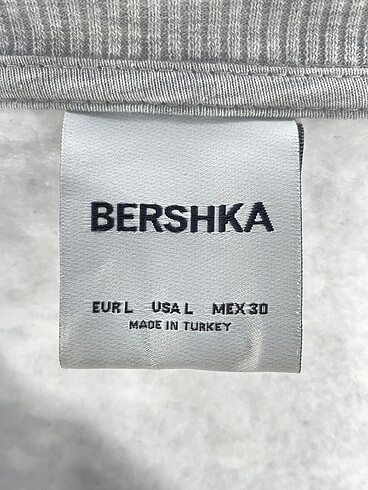 BERSHKA
EUR L USA L MEX 30
MADE IN TURKEY